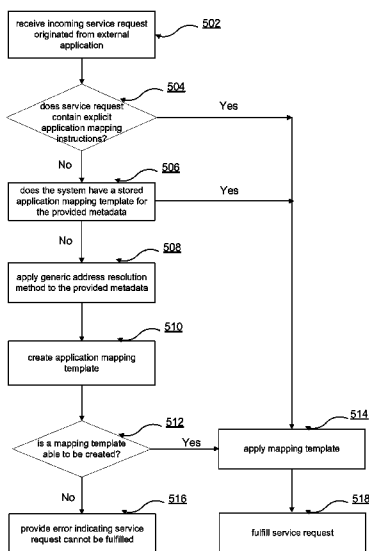 receive incoming service request
originated from external
application
502
504
does service request
contain explicit
application mapping
instructions?
Yes
No
506
does the system have a stored
application mapping template for
the provided metadata
Yes
No
508
apply generic address resolution
method to the provided metadata
510
create application mapping
template
512
is a mapping template
able to be created?
Yes
514
apply mapping template
No
516
provide error indicating service
request cannot be fulfilled
518
fulfill service request